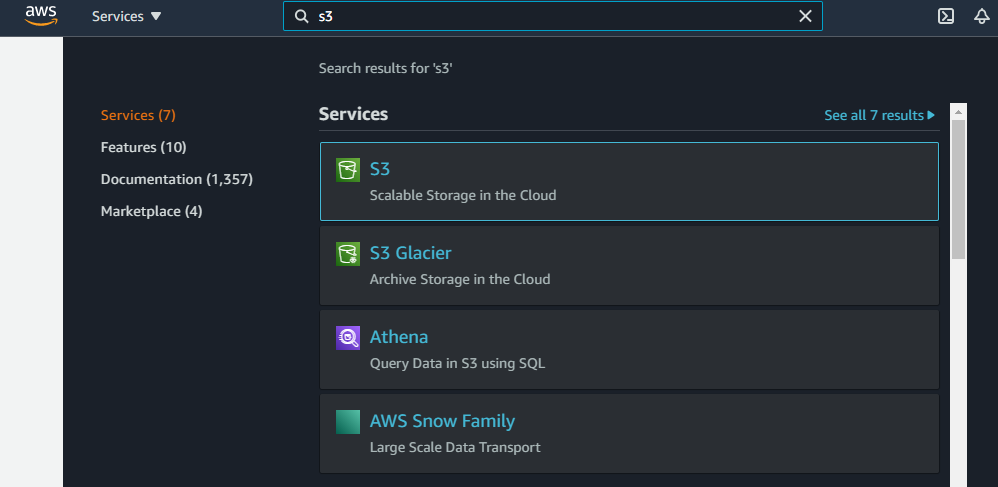 aws
Services
s3
Search results for 's3'
Services (7)
Features (10)
Documentation (1,357)
Marketplace (4)
Services
See all 7 results
S3
Scalable Storage in the Cloud
S3 Glacier
Archive Storage in the Cloud
Athena
Query Data in S3 using SQL
AWS Snow Family
Large Scale Data Transport